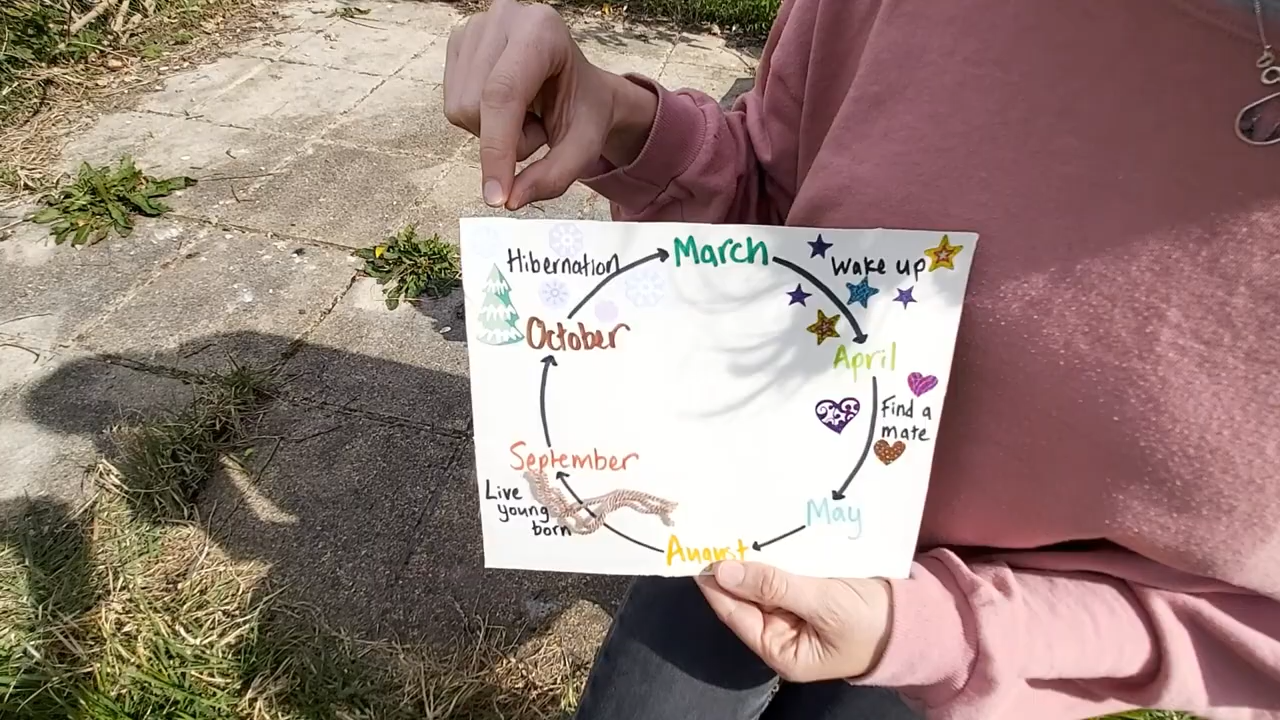 March
wake up
April
Find a
mate
May
August
Live
young
born
September
October
Hibernation